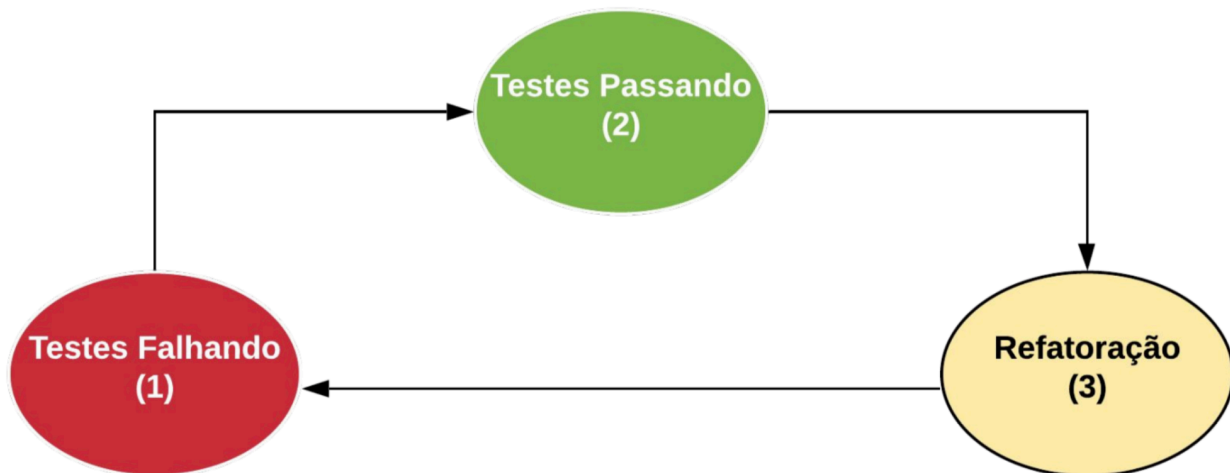 Testes Passando
(2)
Testes Falhando
(1)
Refatoração
(3)